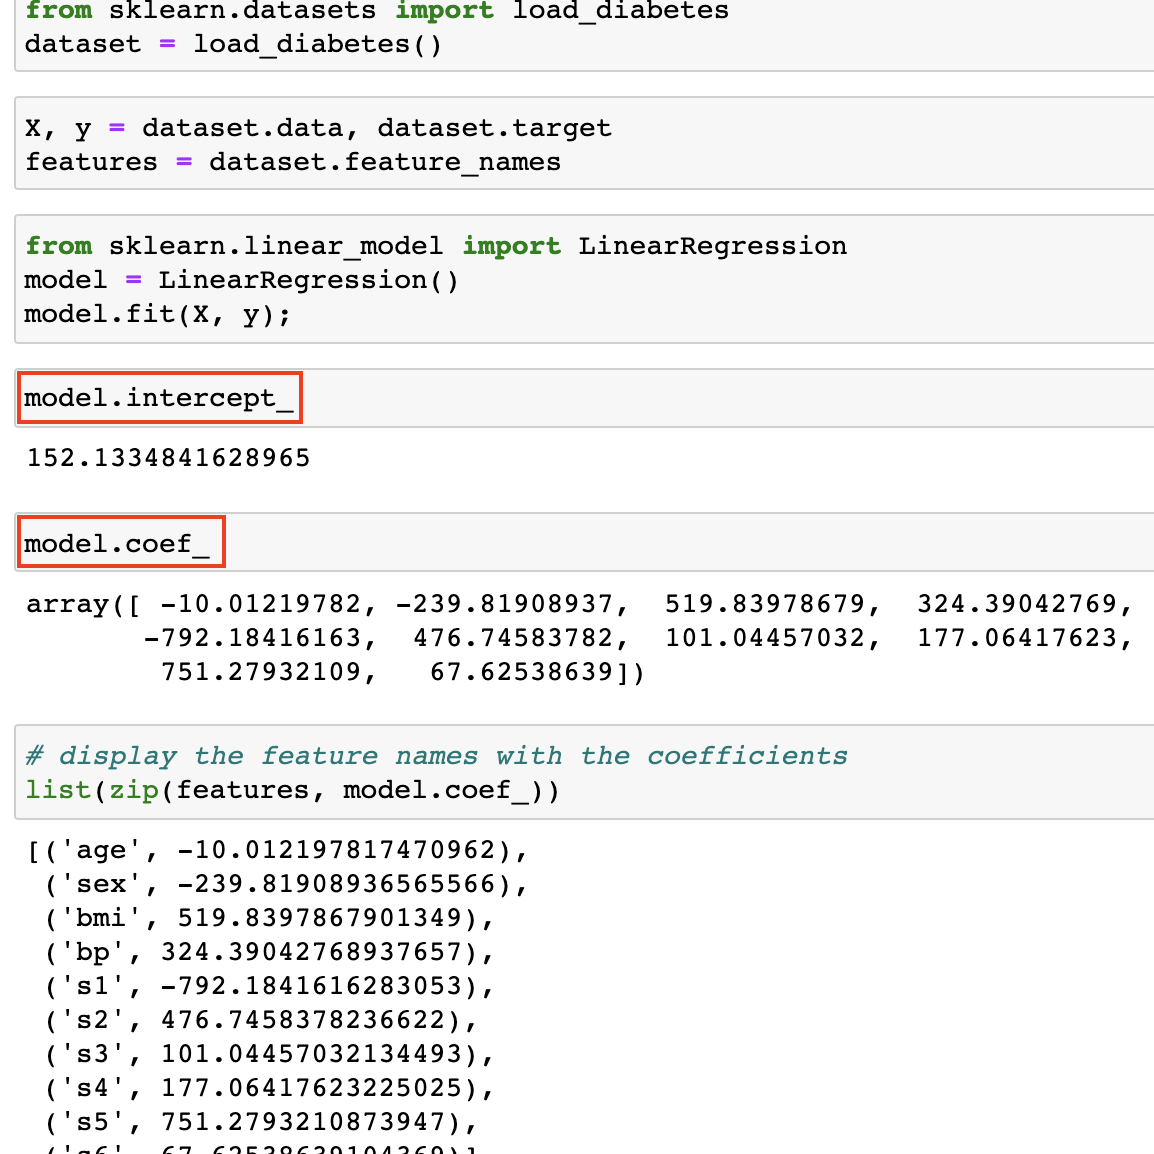 from sklearn.datasets import load_diabetes
dataset = load_diabetes()
X, y = dataset.data, dataset.target
features = dataset.feature_names
from sklearn.linear_model import LinearRegression
model = LinearRegression()
model.fit(X, y);
model.intercept_
152.1334841628965
model.coef_
array([ -10.01219782, -239.81908937,  519.83978679,  324.39042769,
       -792.18416163,  476.74583782,  101.04457032,  177.06417623,
        751.27932109,   67.62538639])
# display the feature names with the coefficients
list(zip(features, model.coef_))
[('age', -10.012197817470962),
 ('sex', -239.81908936565566),
 ('bmi', 519.8397867901349),
 ('bp', 324.39042768937657),
 ('s1', -792.1841616283053),
 ('s2', 476.7458378236622),
 ('s3', 101.04457032134493),
 ('s4', 177.06417623225025),
 ('s5', 751.2793210873947),
 ('s6', 67.62538639104369)]